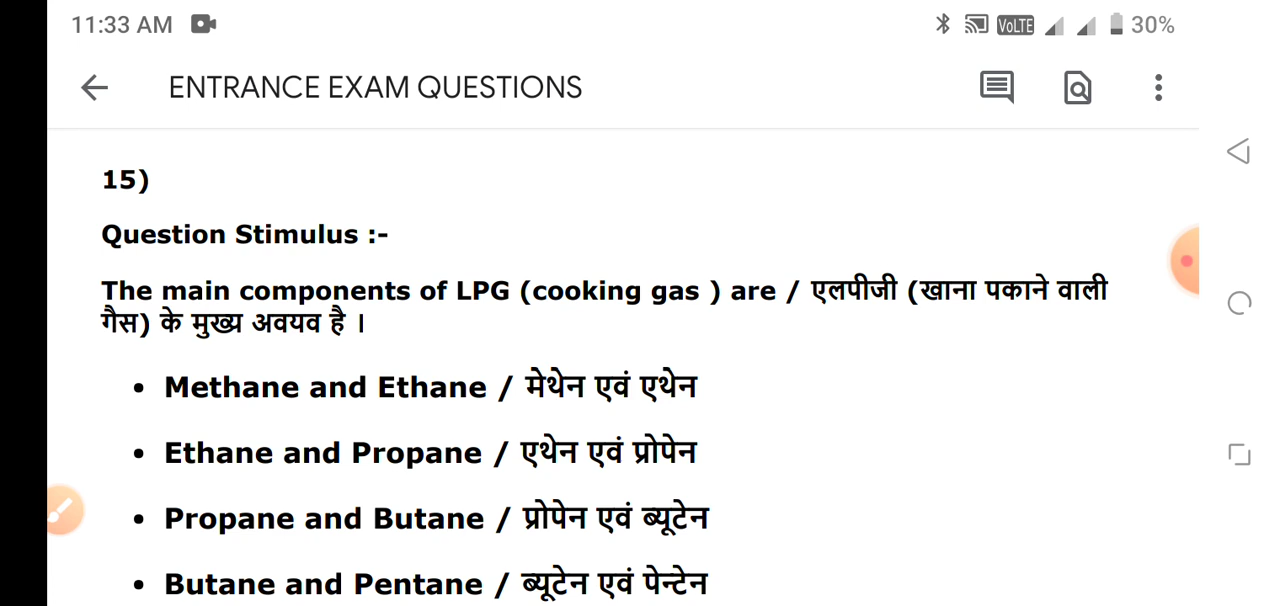 11:33 AM VoLTE 30%
ENTRANCE EXAM QUESTIONS
15)
Question Stimulus :-
The main components of LPG (cooking gas ) are / एलपीजी (खाना पकाने वाली
गैस) के मुख्य अवयव है ।
• Methane and Ethane / मेथेन एवं एथेन
• Ethane and Propane / एथेन एवं प्रोपेन
• Propane and Butane / प्रोपेन एवं ब्यूटेन
• Butane and Pentane / ब्यूटेन एवं पेन्टेन